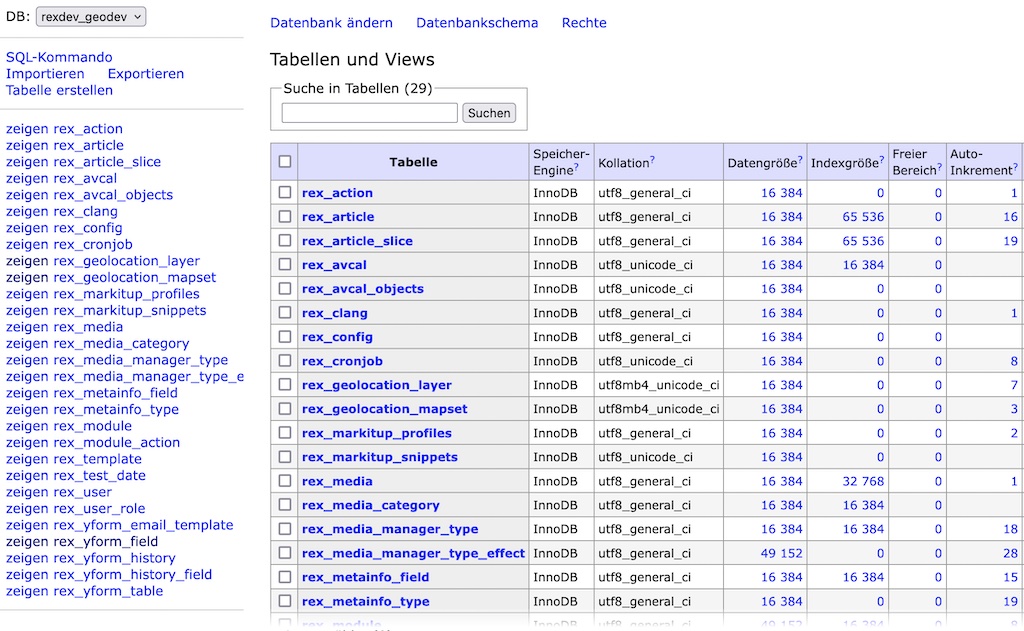 DB: rexdev_geodev
SQL-Kommando
Importieren Exportieren
Tabelle erstellen
zeigen rex_action
zeigen rex_article
zeigen rex_article_slice
zeigen rex_avcal
zeigen rex_avcal_objects
zeigen rex_clang
zeigen rex_config
zeigen rex_cronjob
zeigen rex_geolocation_layer
zeigen rex_geolocation_mapset
zeigen rex_markitup_profiles
zeigen rex_markitup_snippets
zeigen rex_media
zeigen rex_media_category
zeigen rex_media_manager_type
zeigen rex_media_manager_type_e
zeigen rex_metainfo_field
zeigen rex_metainfo_type
zeigen rex_module
zeigen rex_module_action
zeigen rex_template
zeigen rex_test_date
zeigen rex_user
zeigen rex_user_role
zeigen rex_yform_email_template
zeigen rex_yform_field
zeigen rex_yform_history
zeigen rex_yform_history_field
zeigen rex_yform_table
Datenbank ändern Datenbankschema Rechte
Tabellen und Views
Suche in Tabellen (29)
Suchen
Tabelle Speicher-Engine? Kollation? Datengröße? Indexgröße? Freier Bereich? Auto-Inkrement?
rex_action InnoDB utf8_general_ci 16 384 0 0 1
rex_article InnoDB utf8_general_ci 16 384 65 536 0 16
rex_article_slice InnoDB utf8_general_ci 16 384 65 536 0 19
rex_avcal InnoDB utf8_unicode_ci 16 384 16 384 0
rex_avcal_objects InnoDB utf8_unicode_ci 16 384 0 0
rex_clang InnoDB utf8_general_ci 16 384 0 0 1
rex_config InnoDB utf8_general_ci 16 384 0 0
rex_cronjob InnoDB utf8_unicode_ci 16 384 0 0 8
rex_geolocation_layer InnoDB utf8mb4_unicode_ci 16 384 0 0 7
rex_geolocation_mapset InnoDB utf8mb4_unicode_ci 16 384 0 0 3
rex_markitup_profiles InnoDB utf8_general_ci 16 384 0 0 2
rex_markitup_snippets InnoDB utf8_unicode_ci 16 384 0 0
rex_media InnoDB utf8_general_ci 16 384 32 768 0 1
rex_media_category InnoDB utf8_general_ci 16 384 16 384 0
rex_media_manager_type InnoDB utf8_general_ci 16 384 16 384 0 18
rex_media_manager_type_effect InnoDB utf8_general_ci 49 152 0 0 28
rex_metainfo_field InnoDB utf8_general_ci 16 384 16 384 0 15
rex_metainfo_type InnoDB utf8_general_ci 16 384 0 0 19